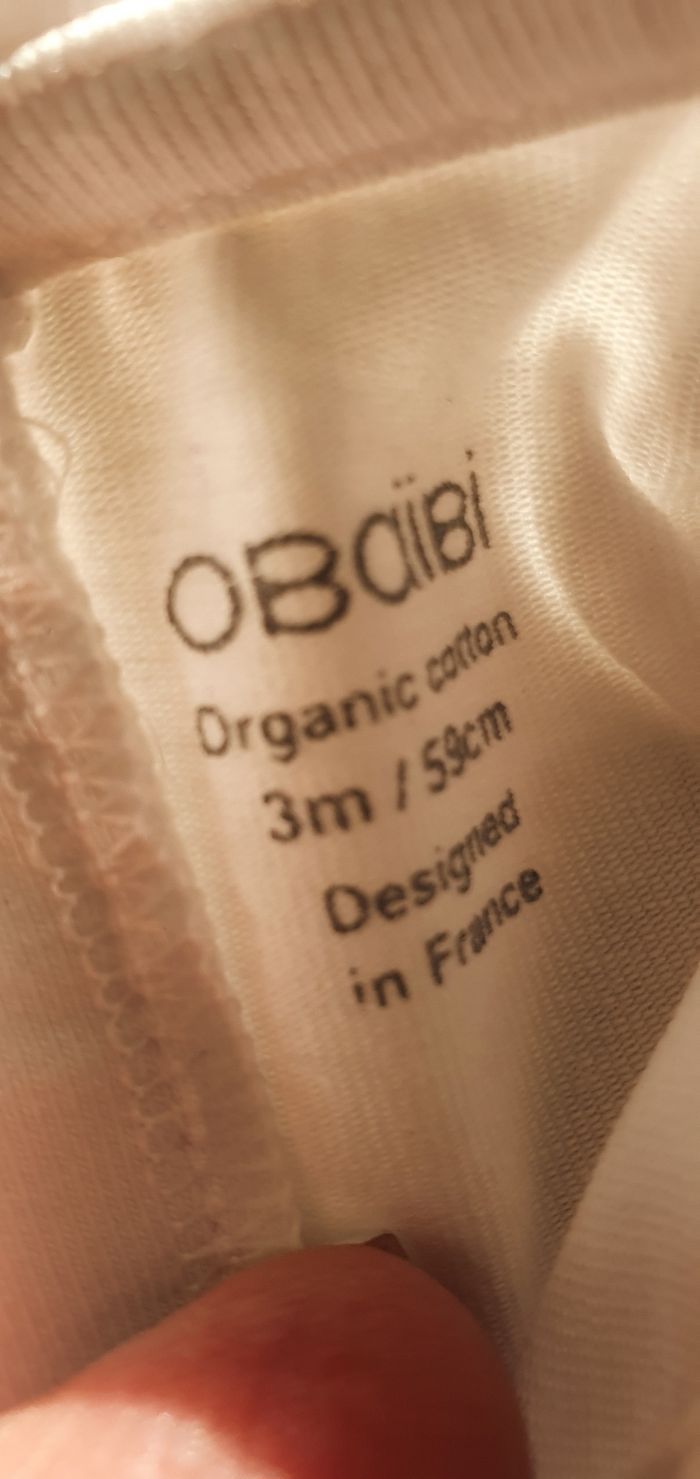 OBaïBi
Organic cotton
3m / 59cm
Designed
in France